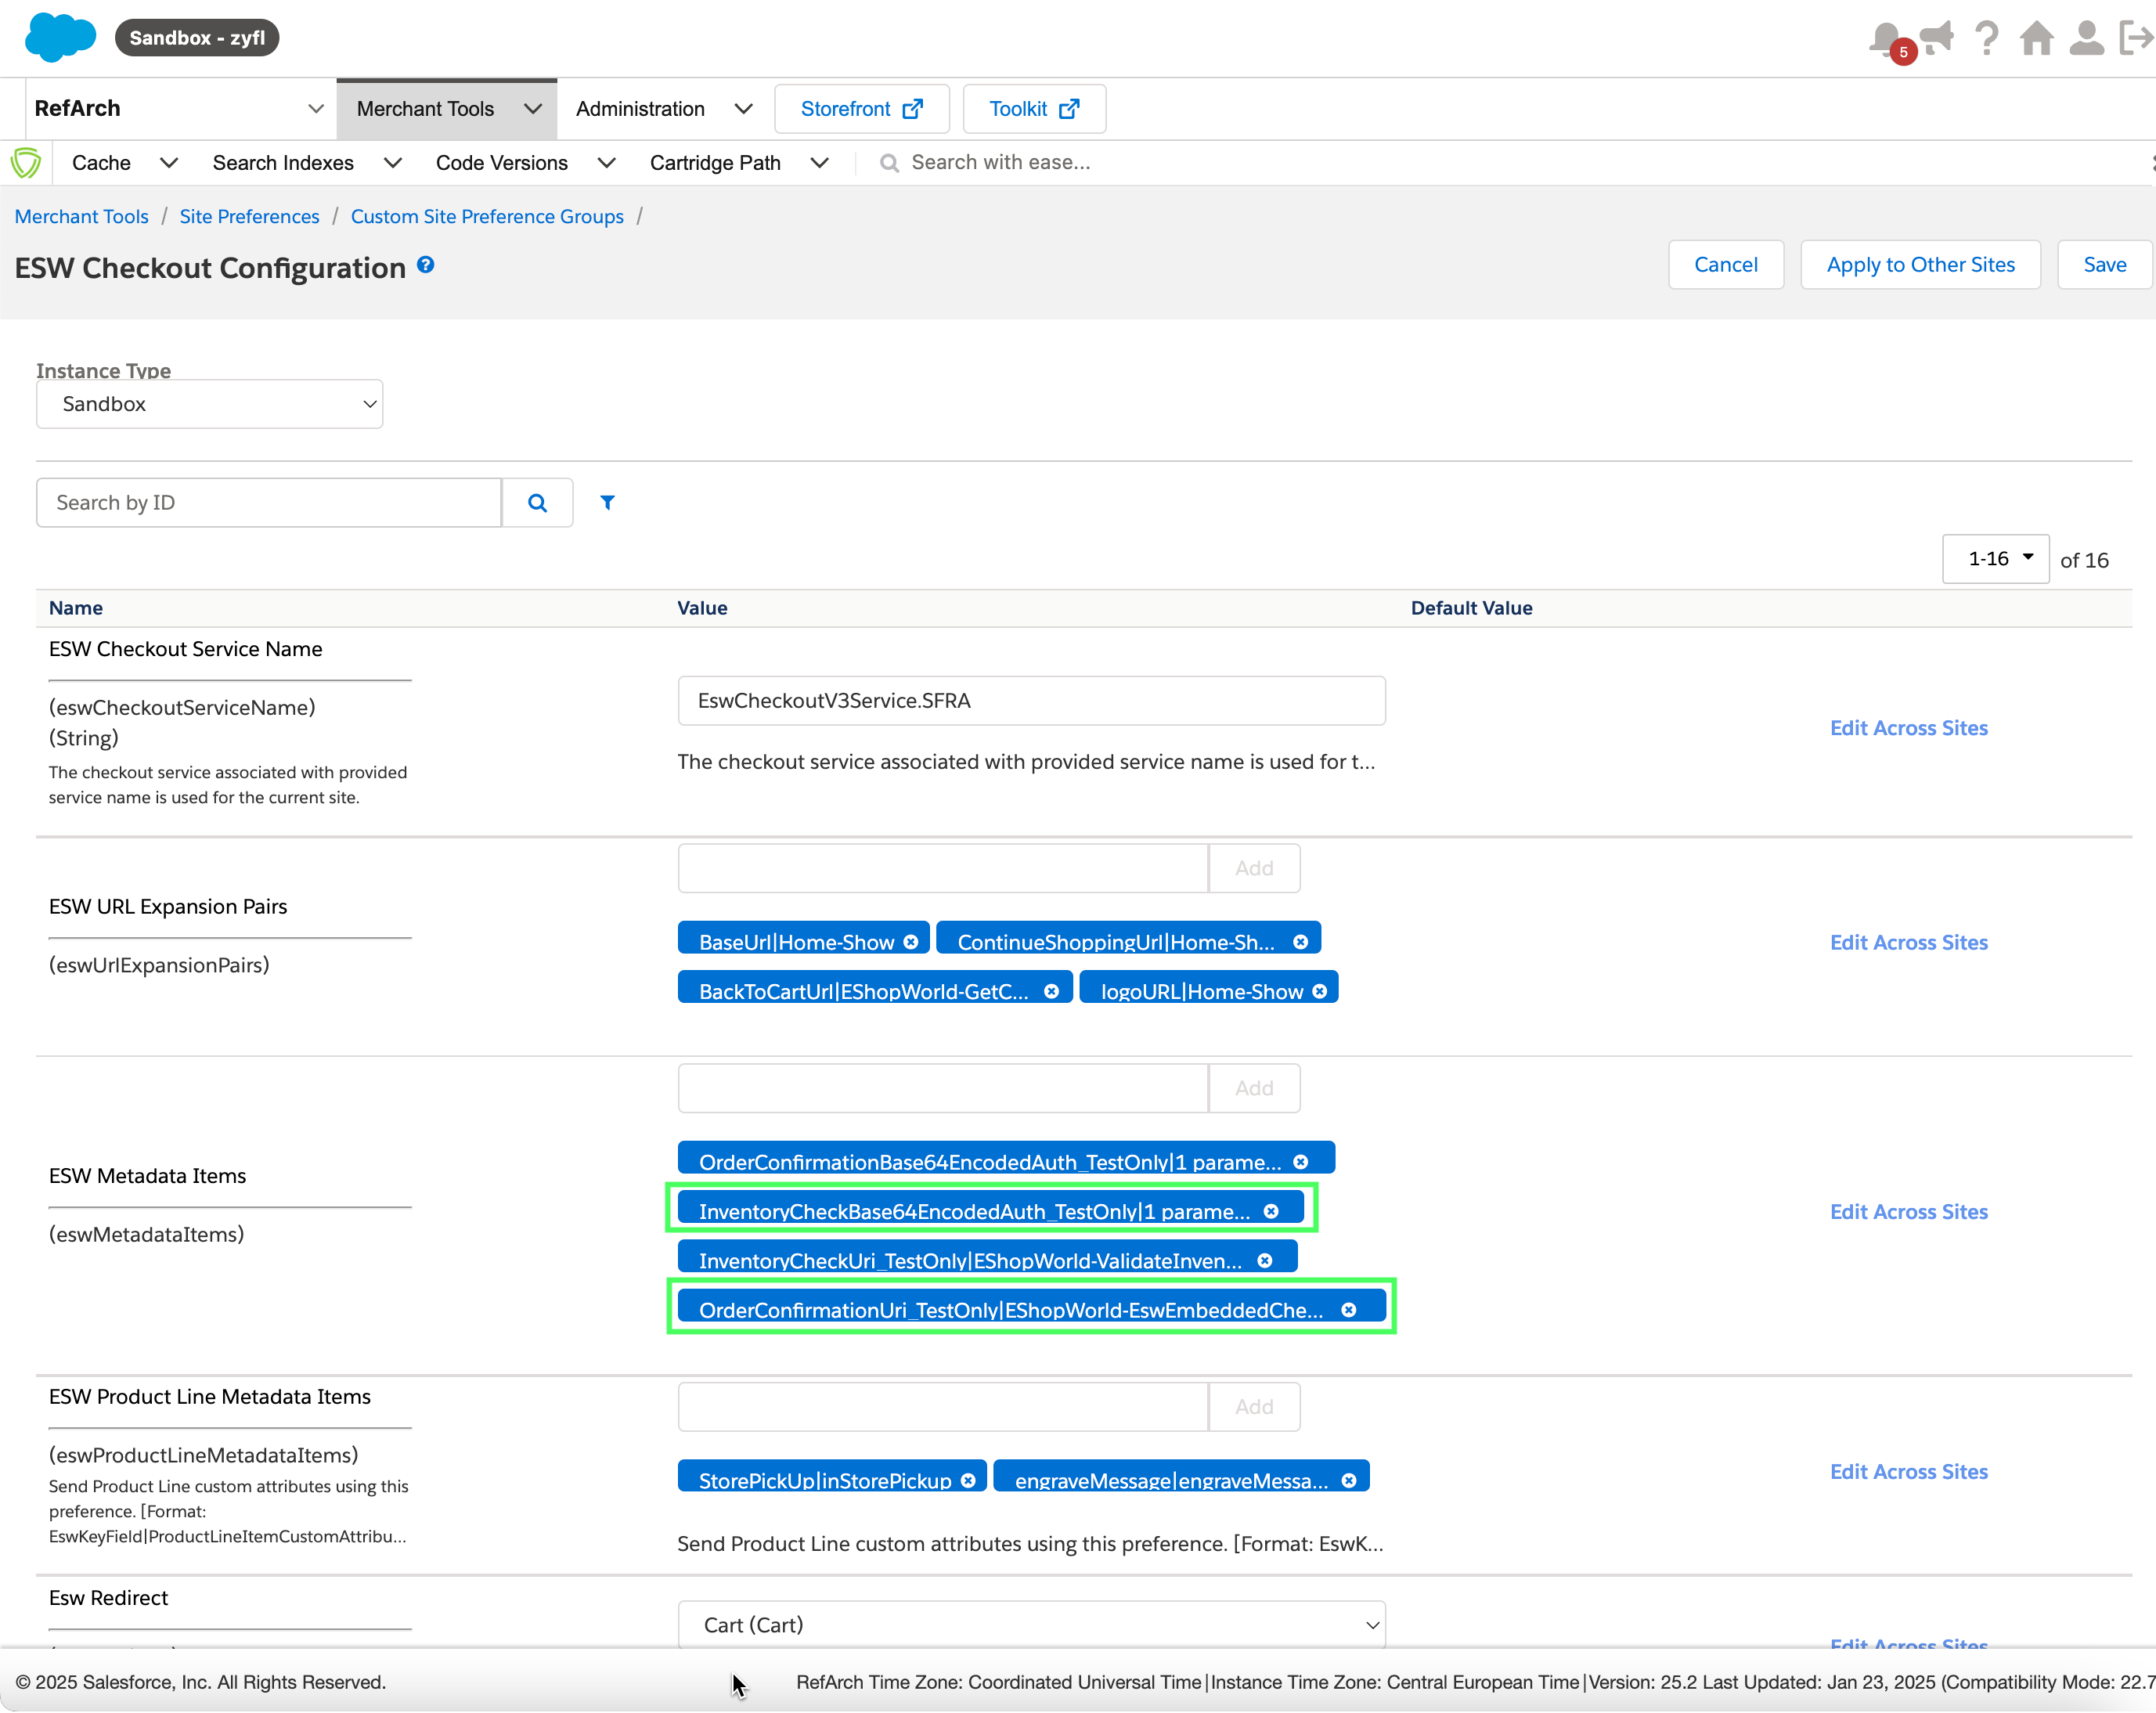 Sandbox - zyfl
5
RefArch
Merchant Tools
Administration
Storefront
Toolkit
Cache
Search Indexes
Code Versions
Cartridge Path
Search with ease...
Merchant Tools / Site Preferences / Custom Site Preference Groups /
ESW Checkout Configuration
Cancel
Apply to Other Sites
Save
Instance Type
Sandbox
Search by ID
1-16 of 16
Name
Value
Default Value
ESW Checkout Service Name
(eswCheckoutServiceName)
(String)
The checkout service associated with provided
service name is used for the current site.
EswCheckoutV3Service.SFRA
The checkout service associated with provided service name is used for t...
Edit Across Sites
ESW URL Expansion Pairs
(eswUrlExpansionPairs)
Add
BaseUrl|Home-Show
ContinueShoppingUrl|Home-Sh...
BackToCartUrl|EShopWorld-GetC...
logoURL|Home-Show
Edit Across Sites
ESW Metadata Items
(eswMetadataItems)
Add
OrderConfirmationBase64EncodedAuth_TestOnly|1 parame...
InventoryCheckBase64EncodedAuth_TestOnly|1 parame...
InventoryCheckUri_TestOnly|EShopWorld-ValidateInven...
OrderConfirmationUri_TestOnly|EShopWorld-EswEmbeddedChe...
Edit Across Sites
ESW Product Line Metadata Items
(eswProductLineMetadataItems)
Send Product Line custom attributes using this
preference. [Format:
EswKeyField|ProductLineItemCustomAttribu...
Add
StorePickUp|inStorePickup
engraveMessage|engraveMessa...
Send Product Line custom attributes using this preference. [Format: EswK...
Edit Across Sites
Esw Redirect
Cart (Cart)
Edit Across Sites
© 2025 Salesforce, Inc. All Rights Reserved.
RefArch Time Zone: Coordinated Universal Time|Instance Time Zone: Central European Time|Version: 25.2 Last Updated: Jan 23, 2025 (Compatibility Mode: 22.7